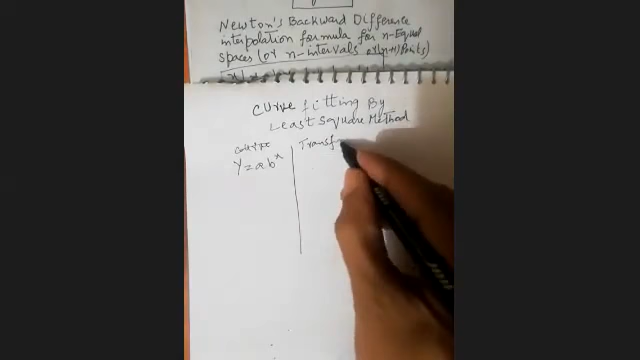 Newton's Backward Difference
interpolation formula for n-Equal
spaces (or n-intervals or (n+1) Points)
Curve fitting By
Least Square Method
Transf
Y = a b^x